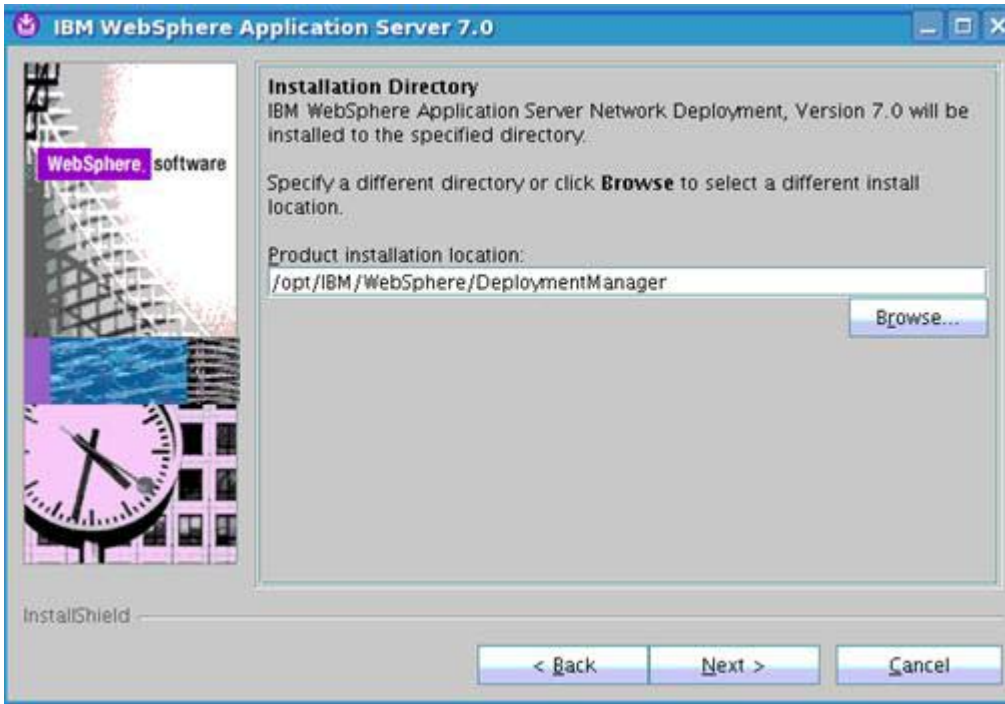 IBM WebSphere Application Server 7.0
WebSphere. software
Installation Directory
IBM WebSphere Application Server Network Deployment, Version 7.0 will be
installed to the specified directory.
Specify a different directory or click Browse to select a different install
location.
Product installation location:
/opt/IBM/WebSphere/DeploymentManager
Browse...
InstallShield
< Back
Next >
Cancel